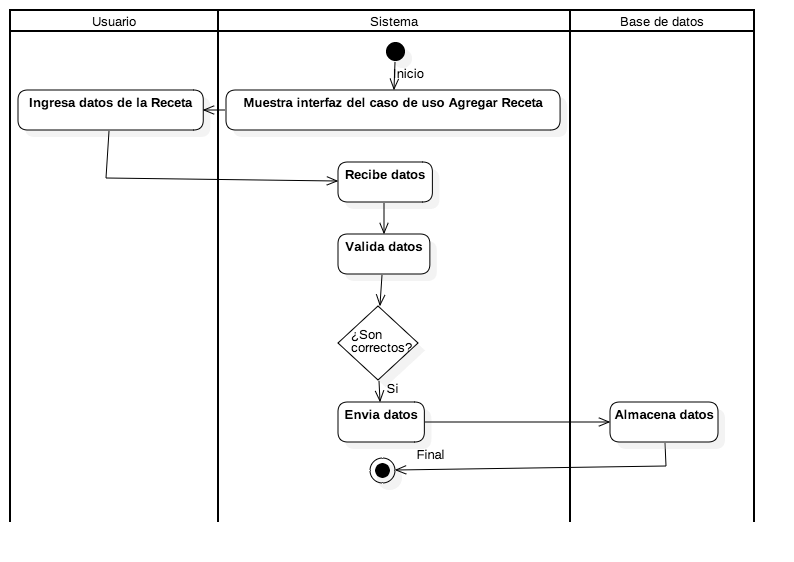 Usuario
Sistema
Base de datos
Inicio
Ingresa datos de la Receta
Muestra interfaz del caso de uso Agregar Receta
Recibe datos
Valida datos
¿Son
correctos?
Si
Envia datos
Almacena datos
Final